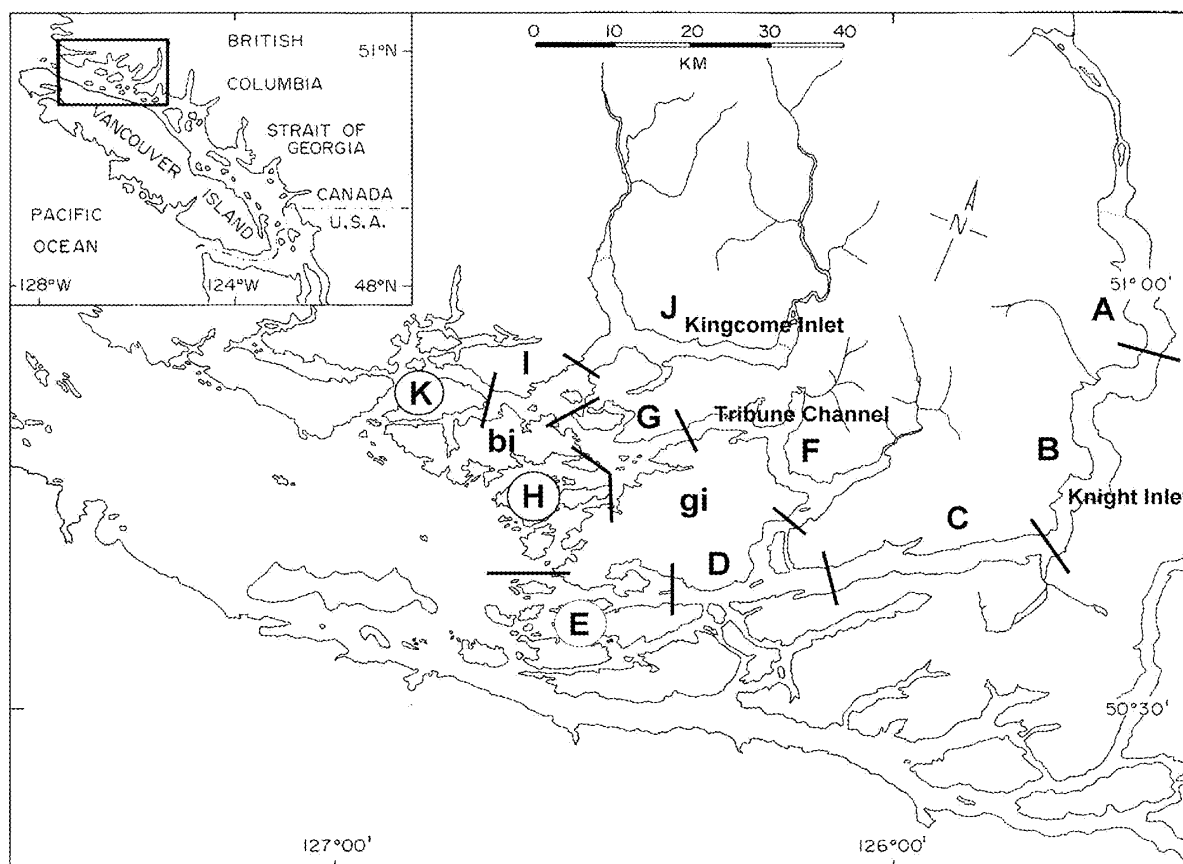 BRITISH
COLUMBIA
STRAIT OF
GEORGIA
VANCOUVER
ISLAND
CANADA
U.S.A.
PACIFIC
OCEAN
51°N
128°W
124°W
48°N
0 10 20 30 40
KM
N
51°00'
A
J
Kingcome Inlet
I
K
G
Tribune Channel
bi
F
B
H
gi
Knight Inlet
C
D
E
50°30'
127°00'
126°00'